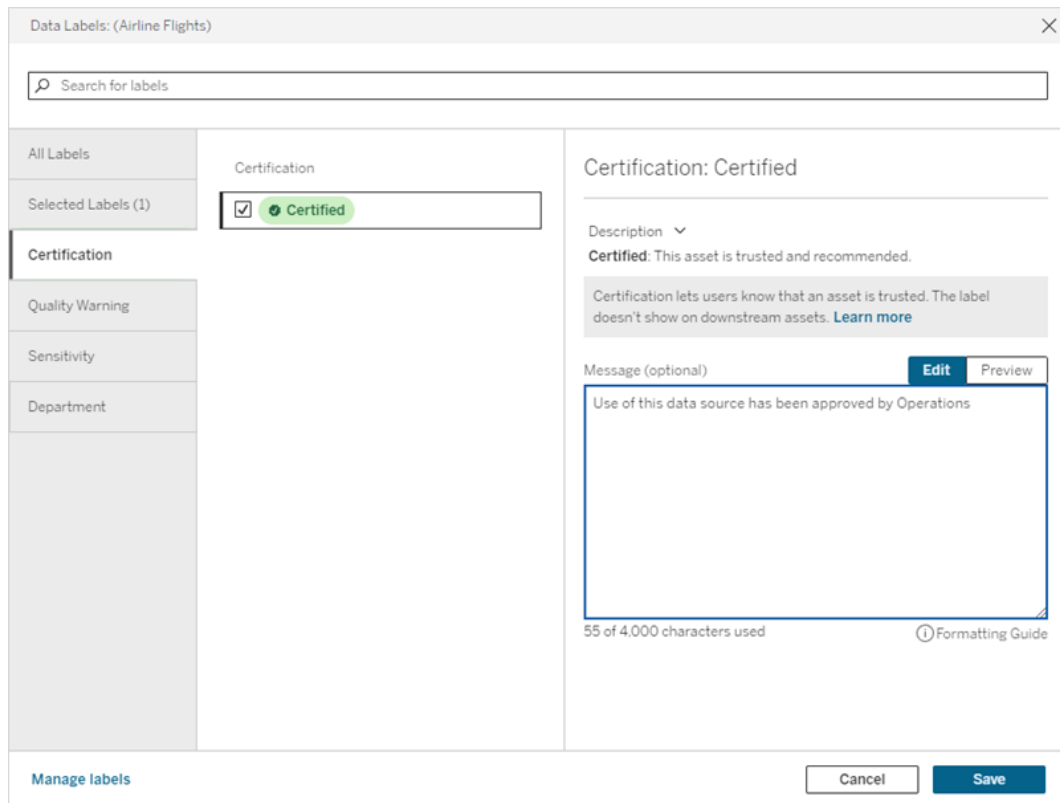 Data Labels: (Airline Flights)
Search for labels
All Labels
Selected Labels (1)
Certification
Quality Warning
Sensitivity
Department
Certification
Certified
Certification: Certified
Description
Certified: This asset is trusted and recommended.
Certification lets users know that an asset is trusted. The label
doesn't show on downstream assets. Learn more
Message (optional)
Edit
Preview
Use of this data source has been approved by Operations
55 of 4,000 characters used
Formatting Guide
Manage labels
Cancel
Save